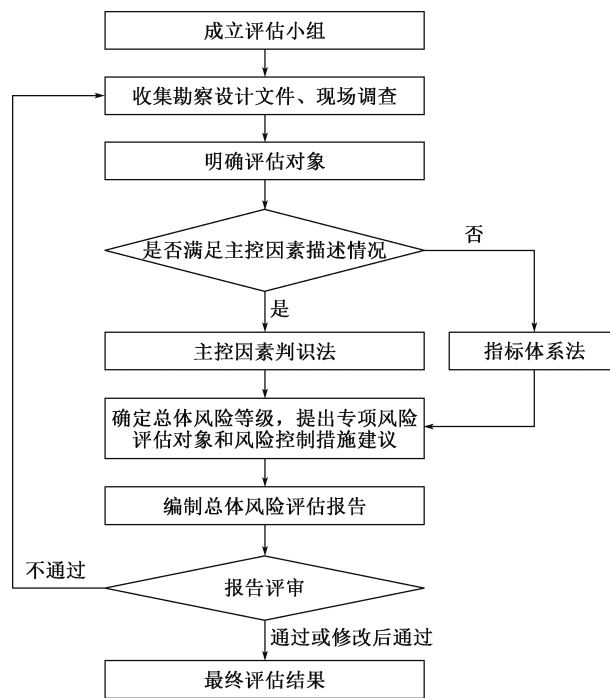 成立评估小组
收集勘察设计文件、现场调查
明确评估对象
是否满足主控因素描述情况
否
是
主控因素判识法
指标体系法
确定总体风险等级，提出专项风险
评估对象和风险控制措施建议
编制总体风险评估报告
不通过
报告评审
通过或修改后通过
最终评估结果